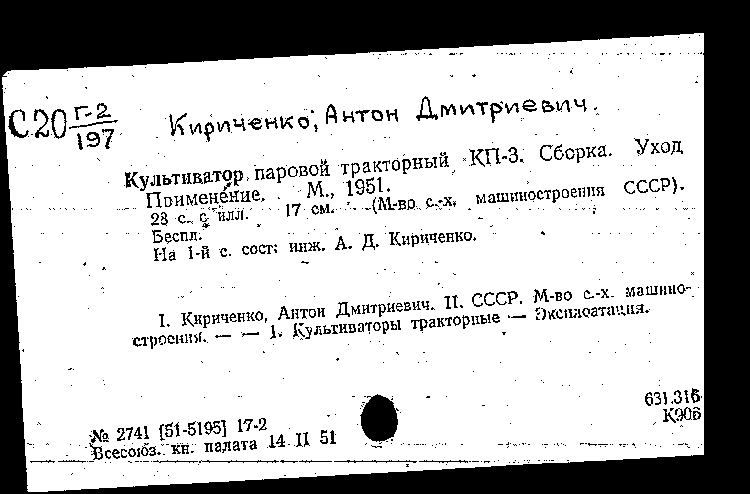 С20 Г-2
197
Кириченко, Антон Дмитриевич.
Культиватор паровой тракторный КП-3. Сборка. Уход
Применение. М., 1951.
28 с. с илл. 17 см. (М-во с.-х. машиностроения СССР).
Беспл.
На 1-й с. сост: инж. А. Д. Кириченко.
I. Кириченко, Антон Дмитриевич. II. СССР. М-во с.-х. машино-
строения. — — 1. Культиваторы тракторные — Эксплоатация.
631.316
К906
№ 2741 [51-5195] 17-2
Всесоюз. кн. палата 14 II 51